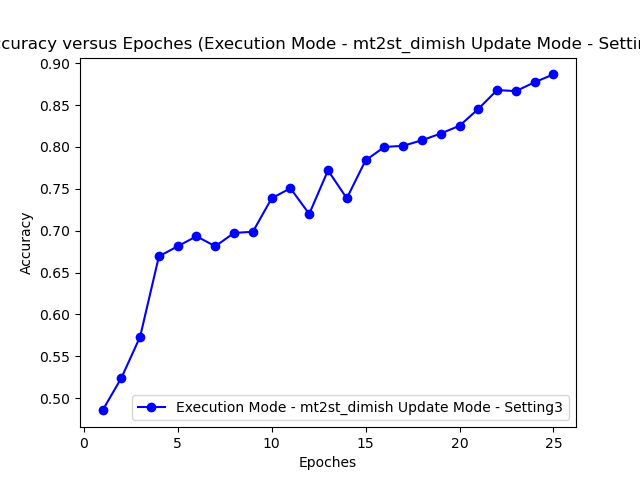 ccuracy versus Epoches (Execution Mode - mt2st_dimish Update Mode - Settin
0.90
0.85
0.80
0.75
0.70
0.65
0.60
0.55
0.50
Accuracy
Execution Mode - mt2st_dimish Update Mode - Setting3
0 5 10 15 20 25
Epoches